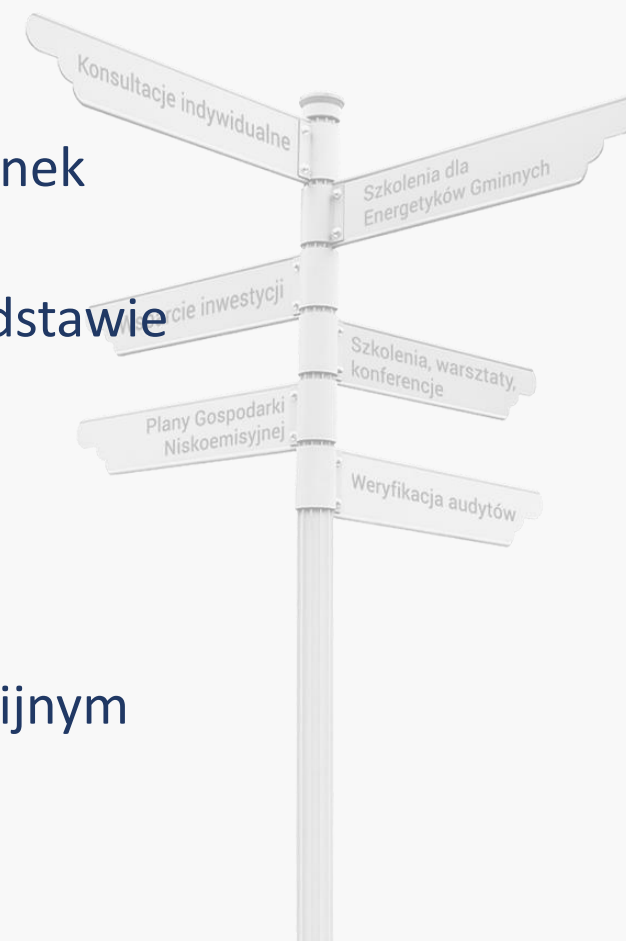 Konsultacje indywidualne
nek
Szkolenia dla
Energetyków Gminnych
dstawie
rcie inwestycji
Szkolenia, warsztaty,
konferencje
Plany Gospodarki
Niskoemisyjnej
Weryfikacja audytów
ijnym